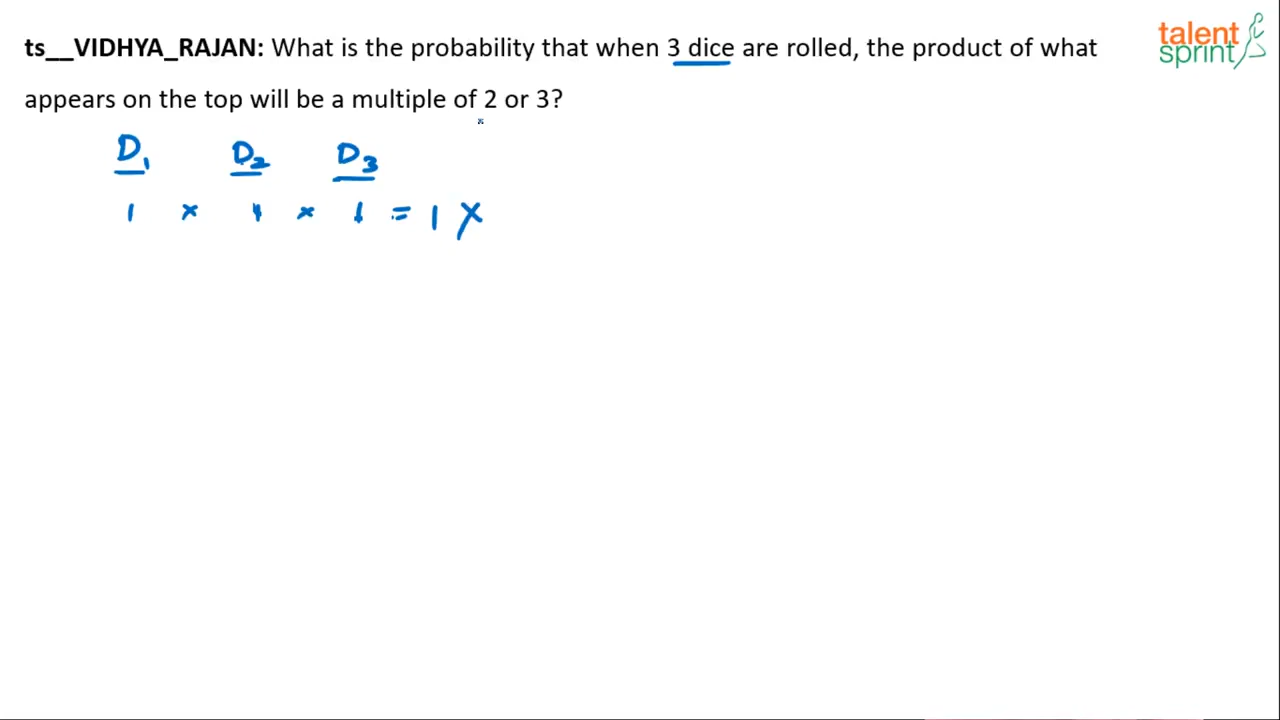 ts__VIDHYA_RAJAN: What is the probability that when 3 dice are rolled, the product of what
appears on the top will be a multiple of 2 or 3?
talent
sprint
D₁ D₂ D₃
1 × 1 × 1 = 1 ✗